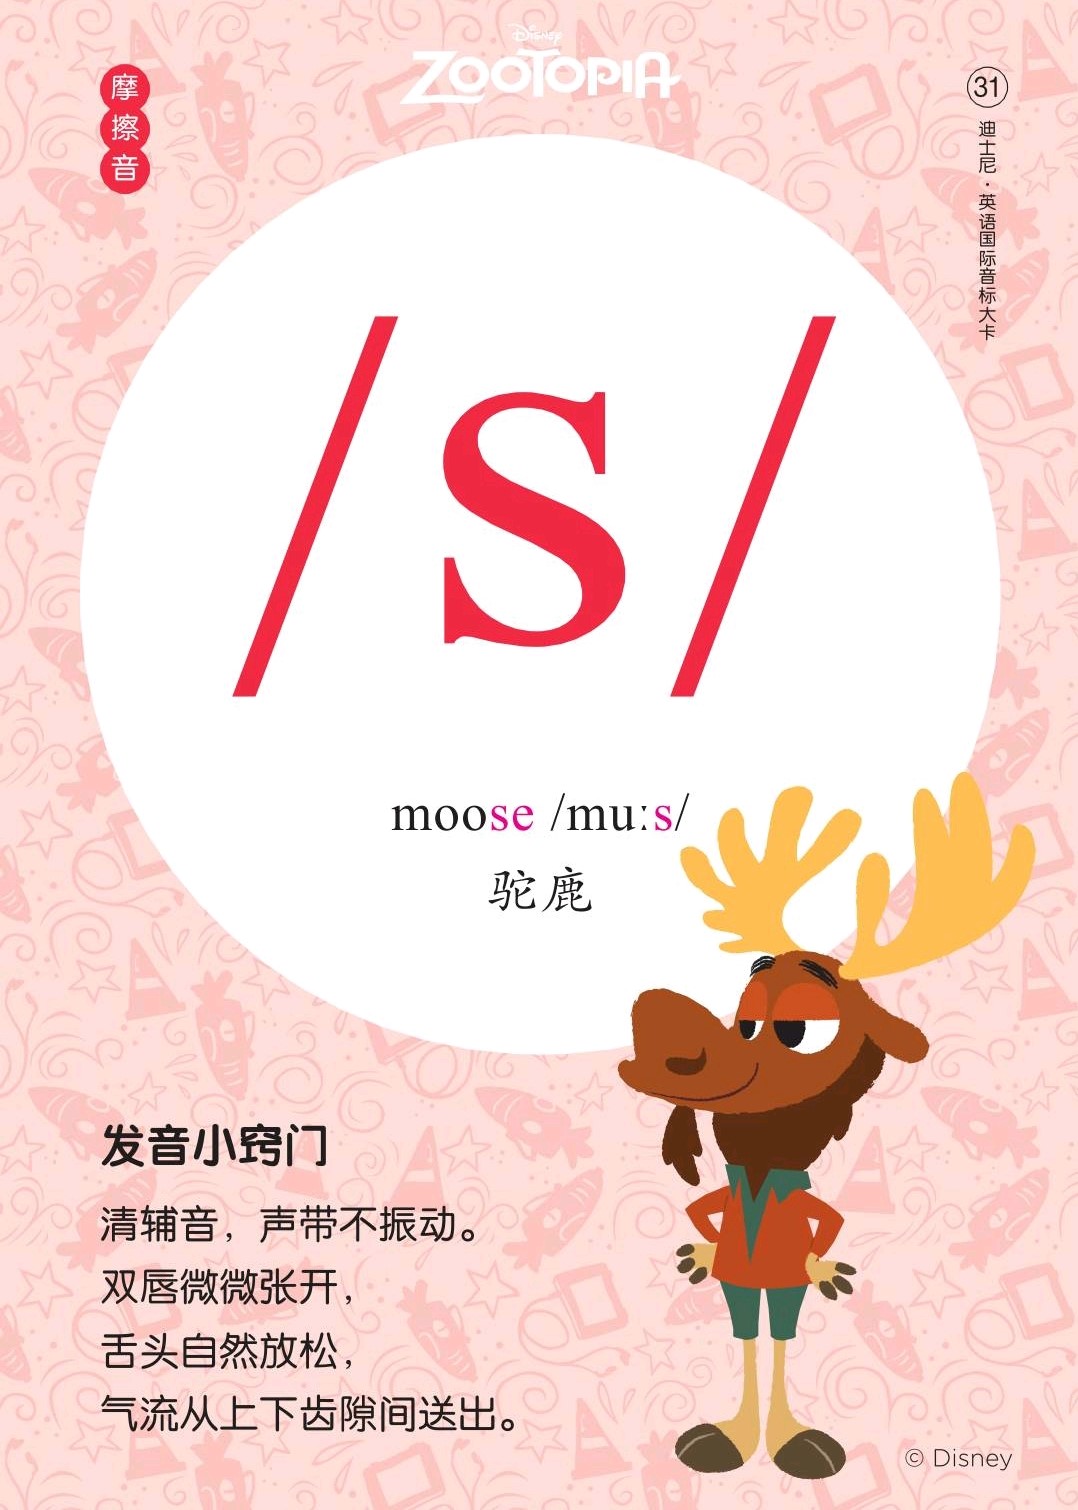 Disney
ZOOTOPIA
摩擦音
31
迪士尼·英语国际音标大卡
/s/
moose /muːs/
驼鹿
发音小窍门
清辅音，声带不振动。
双唇微微张开，
舌头自然放松，
气流从上下齿隙间送出。
© Disney